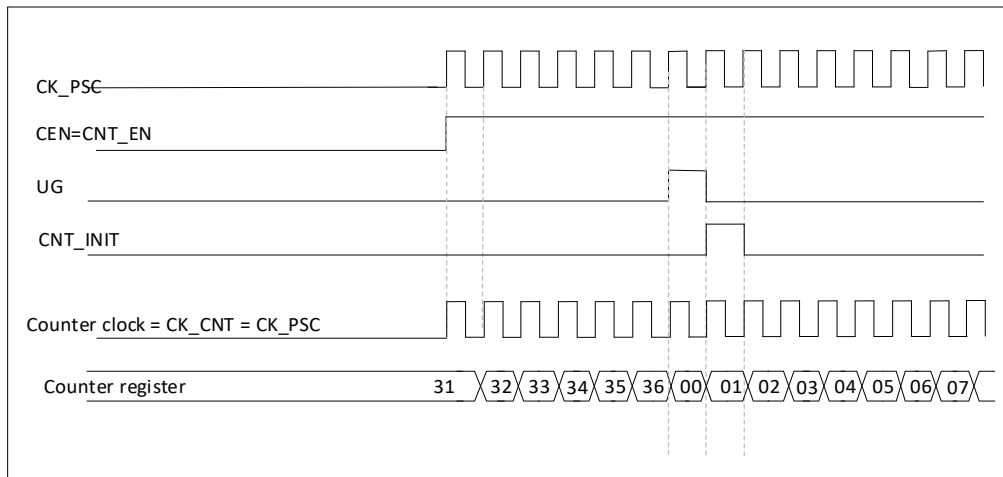 CK_PSC
CEN=CNT_EN
UG
CNT_INIT
Counter clock = CK_CNT = CK_PSC
Counter register 31 32 33 34 35 36 00 01 02 03 04 05 06 07